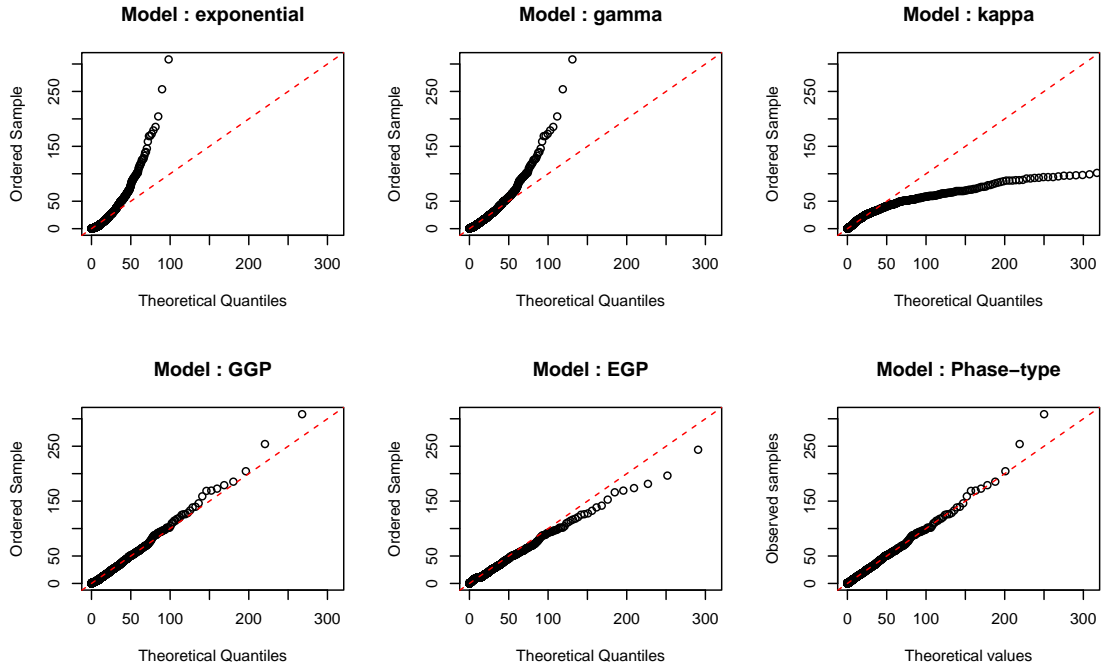 Model : exponential
Ordered Sample
0 50 150 250
0 50 100 200 300
Theoretical Quantiles
Model : gamma
Ordered Sample
0 50 150 250
0 50 100 200 300
Theoretical Quantiles
Model : kappa
Ordered Sample
0 50 150 250
0 50 100 200 300
Theoretical Quantiles
Model : GGP
Ordered Sample
0 50 150 250
0 50 100 200 300
Theoretical Quantiles
Model : EGP
Ordered Sample
0 50 150 250
0 50 100 200 300
Theoretical Quantiles
Model : Phase−type
Observed samples
0 50 150 250
0 50 100 200 300
Theoretical values